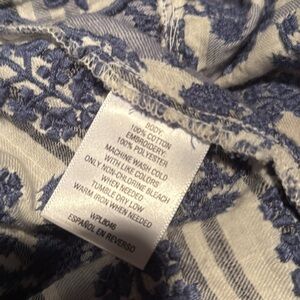 BODY:
100% COTTON
EMBROIDERY:
100% POLYESTER
MACHINE WASH COLD
WITH LIKE COLORS
ONLY NON-CHLORINE BLEACH
WHEN NEEDED
TUMBLE DRY LOW
WARM IRON WHEN NEEDED
WPL8046
ESPAÑOL EN REVERSO